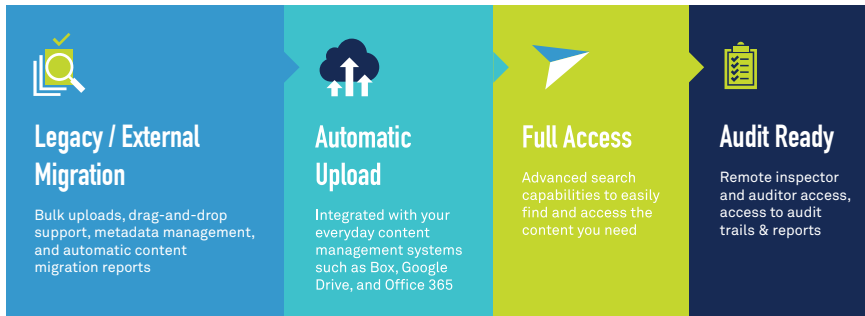 Legacy / External
Migration
Bulk uploads, drag-and-drop
support, metadata management,
and automatic content
migration reports
Automatic
Upload
Integrated with your
everyday content
management systems
such as Box, Google
Drive, and Office 365
Full Access
Advanced search
capabilities to easily
find and access the
content you need
Audit Ready
Remote inspector
and auditor access,
access to audit
trails & reports